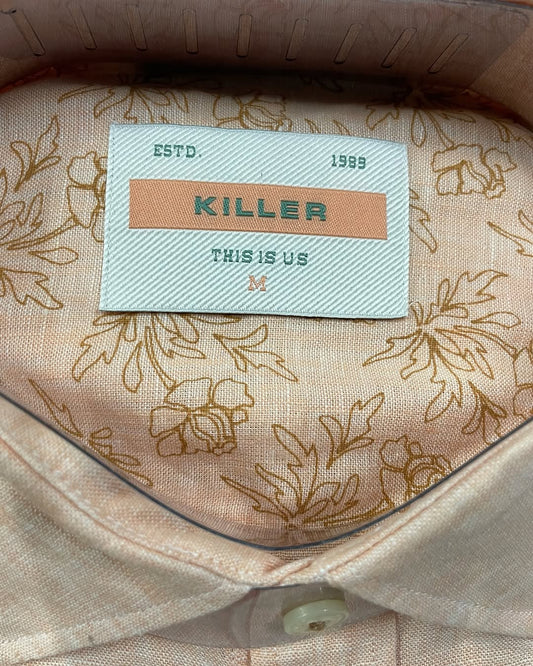 ESTD. 1989
KILLER
THIS IS US
M